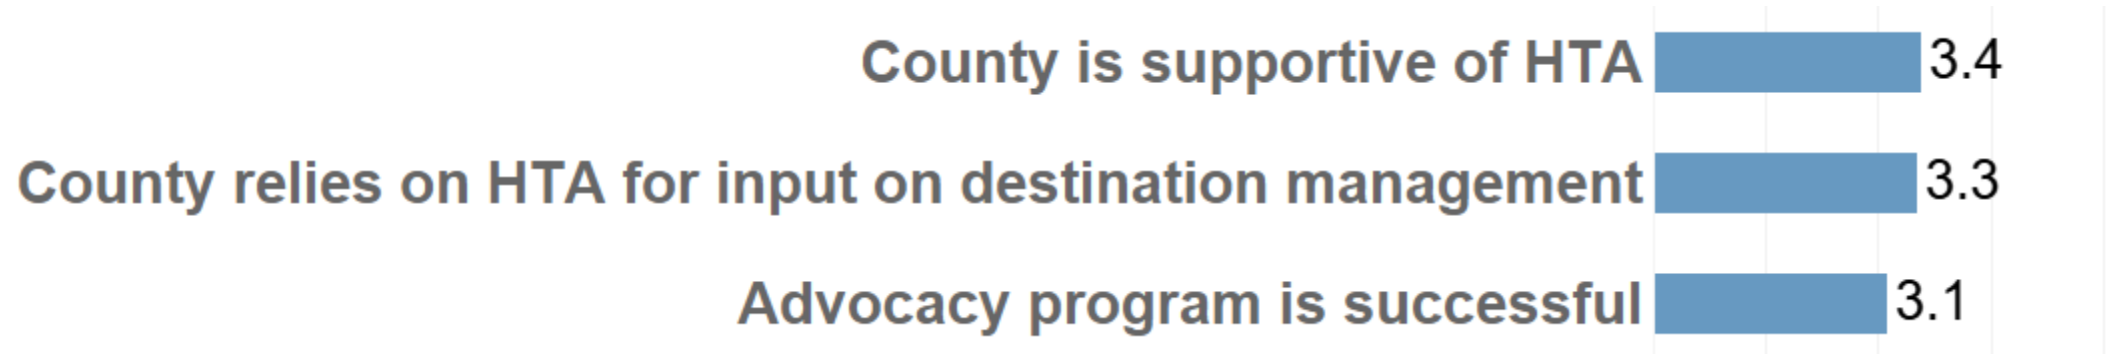 County is supportive of HTA 3.4
County relies on HTA for input on destination management 3.3
Advocacy program is successful 3.1